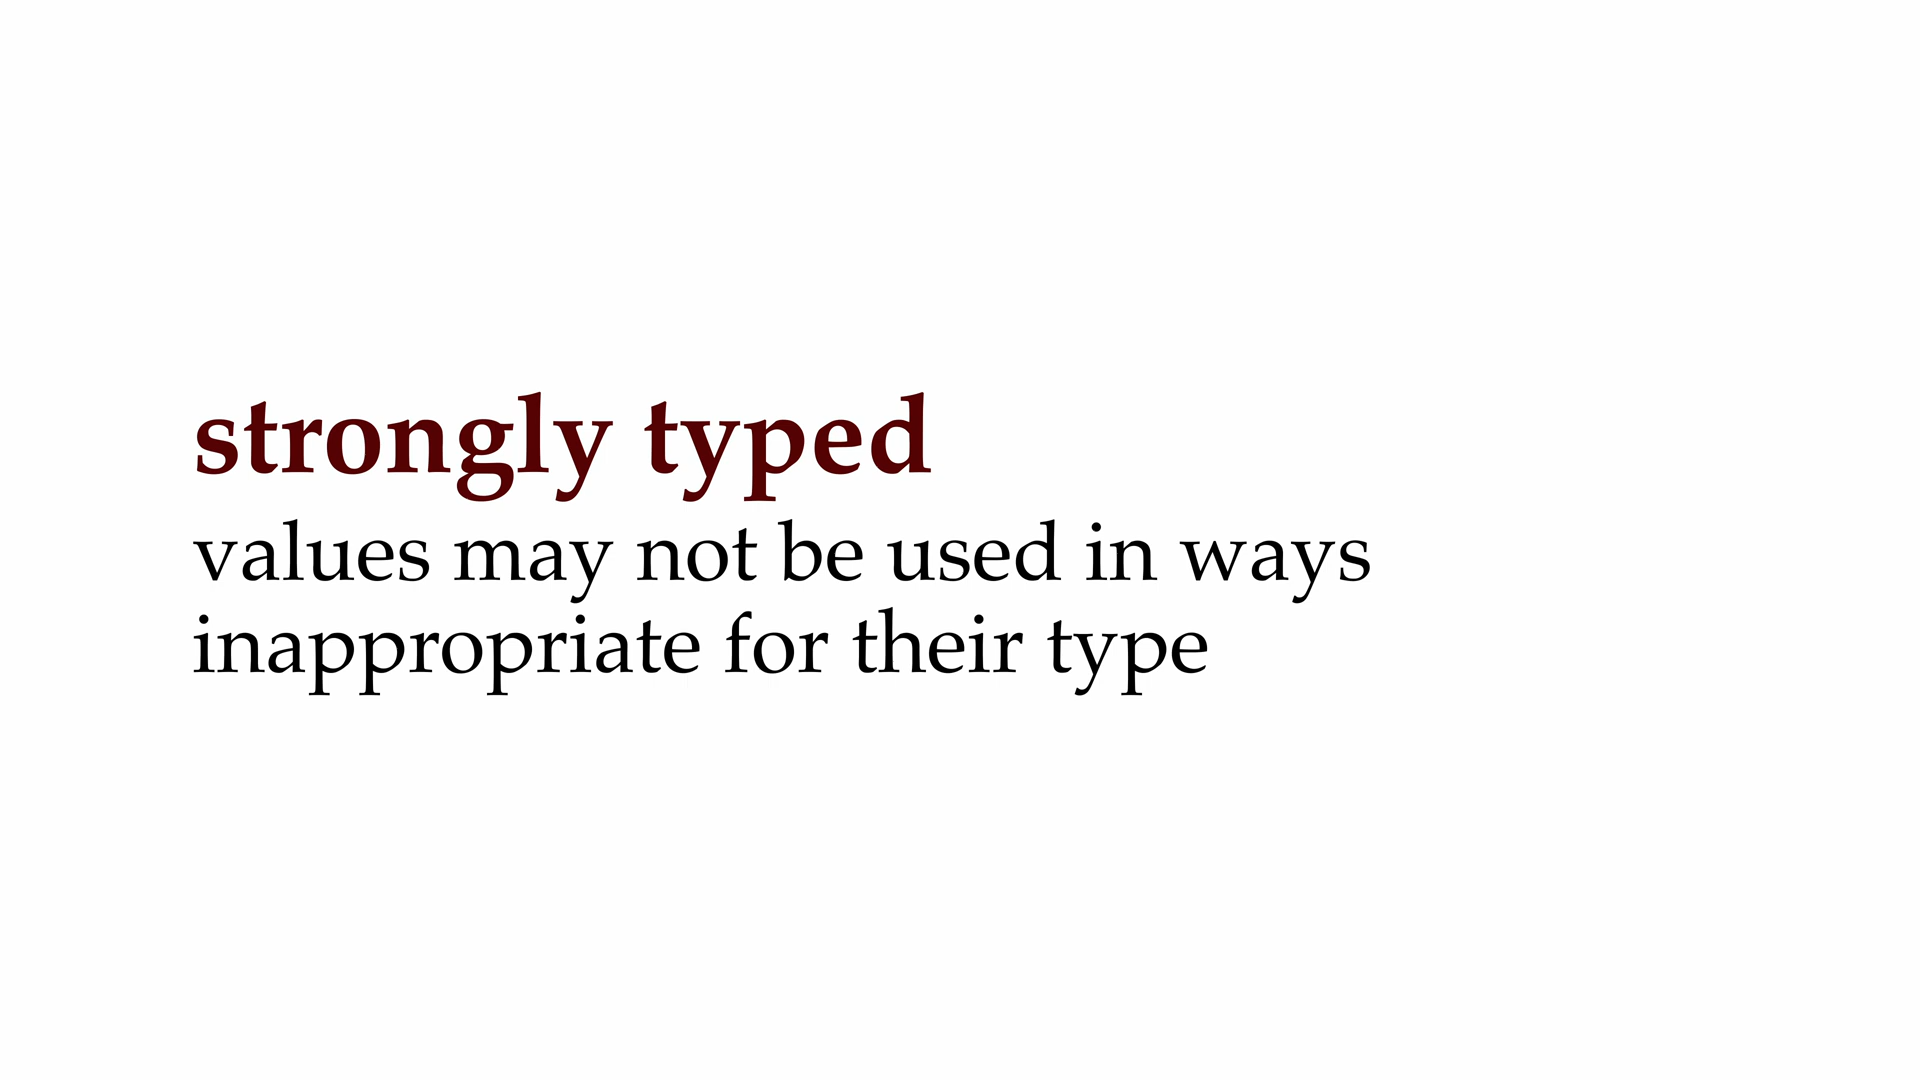 strongly typed
values may not be used in ways
inappropriate for their type